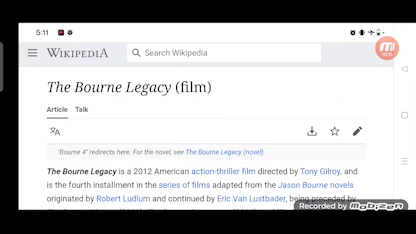 5:11
WIKIPEDIA
Search Wikipedia
The Bourne Legacy (film)
Article Talk
"Bourne 4" redirects here. For the novel, see The Bourne Legacy (novel)
The Bourne Legacy is a 2012 American action-thriller film directed by Tony Gilroy, and
is the fourth installment in the series of films adapted from the Jason Bourne novels
originated by Robert Ludlum and continued by Eric Van Lustbader, being preceded by
Recorded by Mobizen